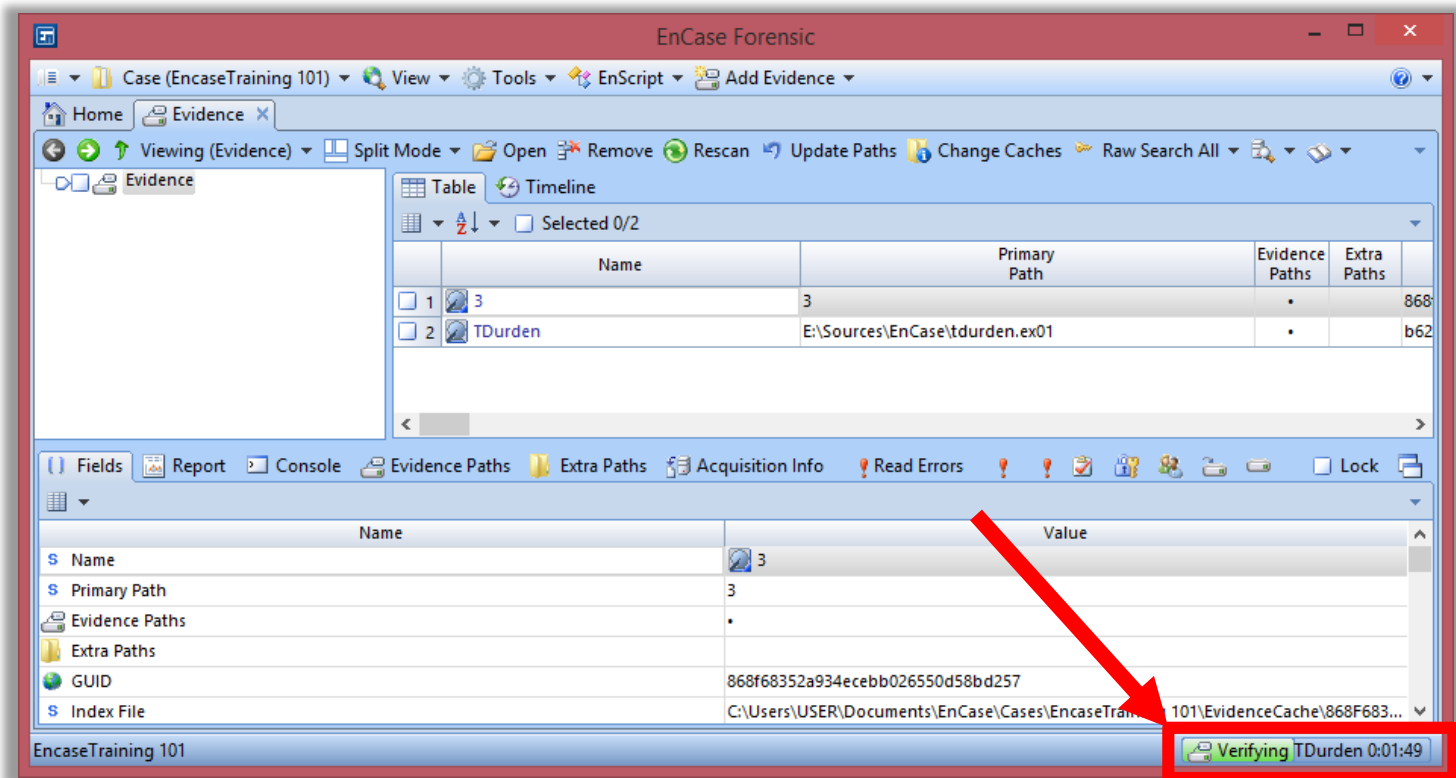 EnCase Forensic
Case (EncaseTraining 101) View Tools EnScript Add Evidence
Home Evidence
Viewing (Evidence) Split Mode Open Remove Rescan Update Paths Change Caches Raw Search All
Evidence
Table Timeline
Selected 0/2
Name Primary Path Evidence Paths Extra Paths
1 3 3 • 868
2 TDurden E:\Sources\EnCase\tdurden.ex01 • b62
Fields Report Console Evidence Paths Extra Paths Acquisition Info Read Errors Lock
Name Value
S Name 3
S Primary Path 3
Evidence Paths •
Extra Paths
GUID 868f68352a934ecebb026550d58bd257
S Index File C:\Users\USER\Documents\EnCase\Cases\EncaseTraining 101\EvidenceCache\868F683...
EncaseTraining 101 Verifying TDurden 0:01:49